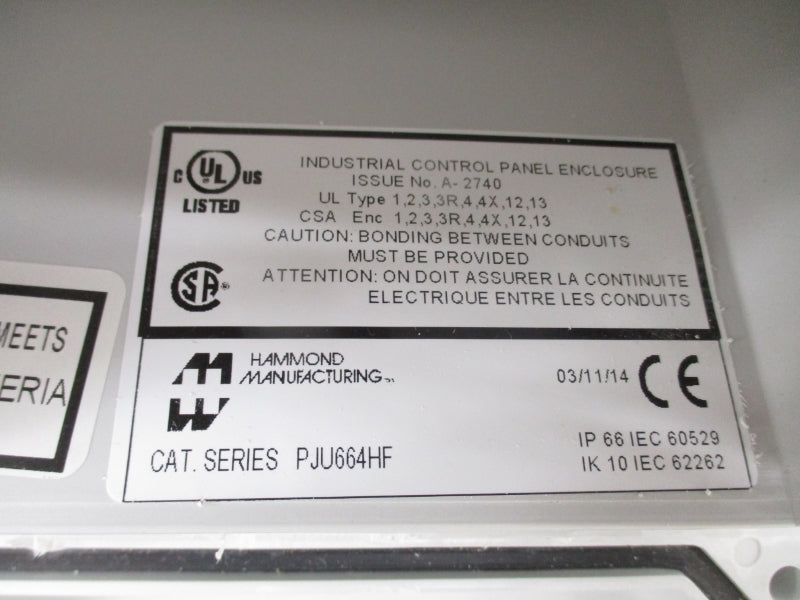 C UL US
LISTED
INDUSTRIAL CONTROL PANEL ENCLOSURE
ISSUE No. A- 2740
UL Type 1,2,3,3R,4,4X,12,13
CSA Enc 1,2,3,3R,4,4X,12,13
CAUTION: BONDING BETWEEN CONDUITS
MUST BE PROVIDED
SA ®
ATTENTION: ON DOIT ASSURER LA CONTINUITE
ELECTRIQUE ENTRE LES CONDUITS
MEETS
ERIA
HAMMOND
MANUFACTURING™
03/11/14 CE
CAT. SERIES PJU664HF
IP 66 IEC 60529
IK 10 IEC 62262